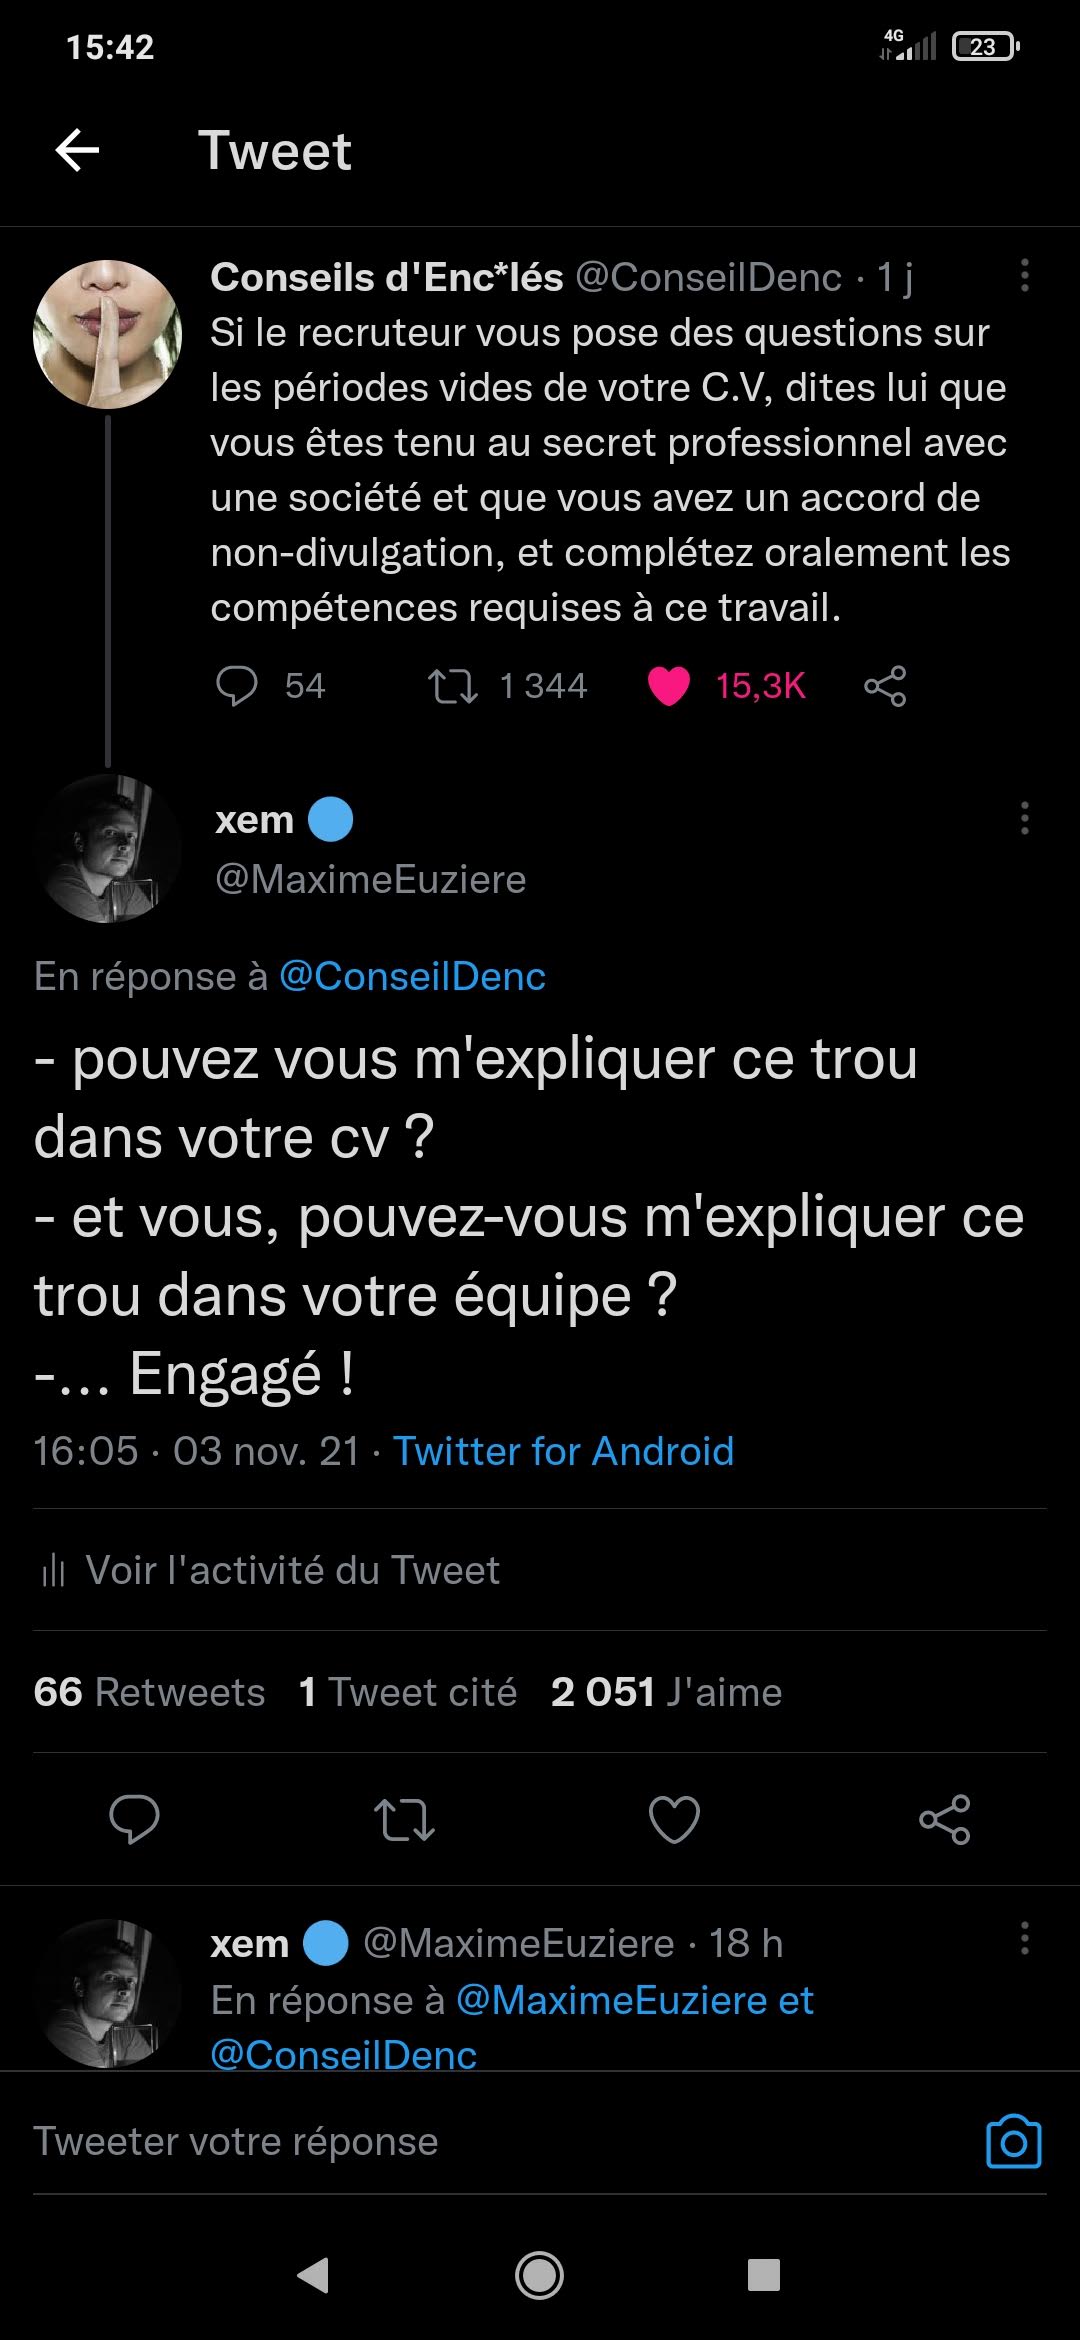 15:42
4G
23
Tweet
Conseils d'Enc*lés @ConseilDenc · 1 j
Si le recruteur vous pose des questions sur
les périodes vides de votre C.V, dites lui que
vous êtes tenu au secret professionnel avec
une société et que vous avez un accord de
non-divulgation, et complétez oralement les
compétences requises à ce travail.
54 1 344 15,3K
xem
@MaximeEuziere
En réponse à @ConseilDenc
- pouvez vous m'expliquer ce trou
dans votre cv ?
- et vous, pouvez-vous m'expliquer ce
trou dans votre équipe ?
-... Engagé !
16:05 · 03 nov. 21 · Twitter for Android
Voir l'activité du Tweet
66 Retweets 1 Tweet cité 2 051 J'aime
xem @MaximeEuziere · 18 h
En réponse à @MaximeEuziere et
@ConseilDenc
Tweeter votre réponse